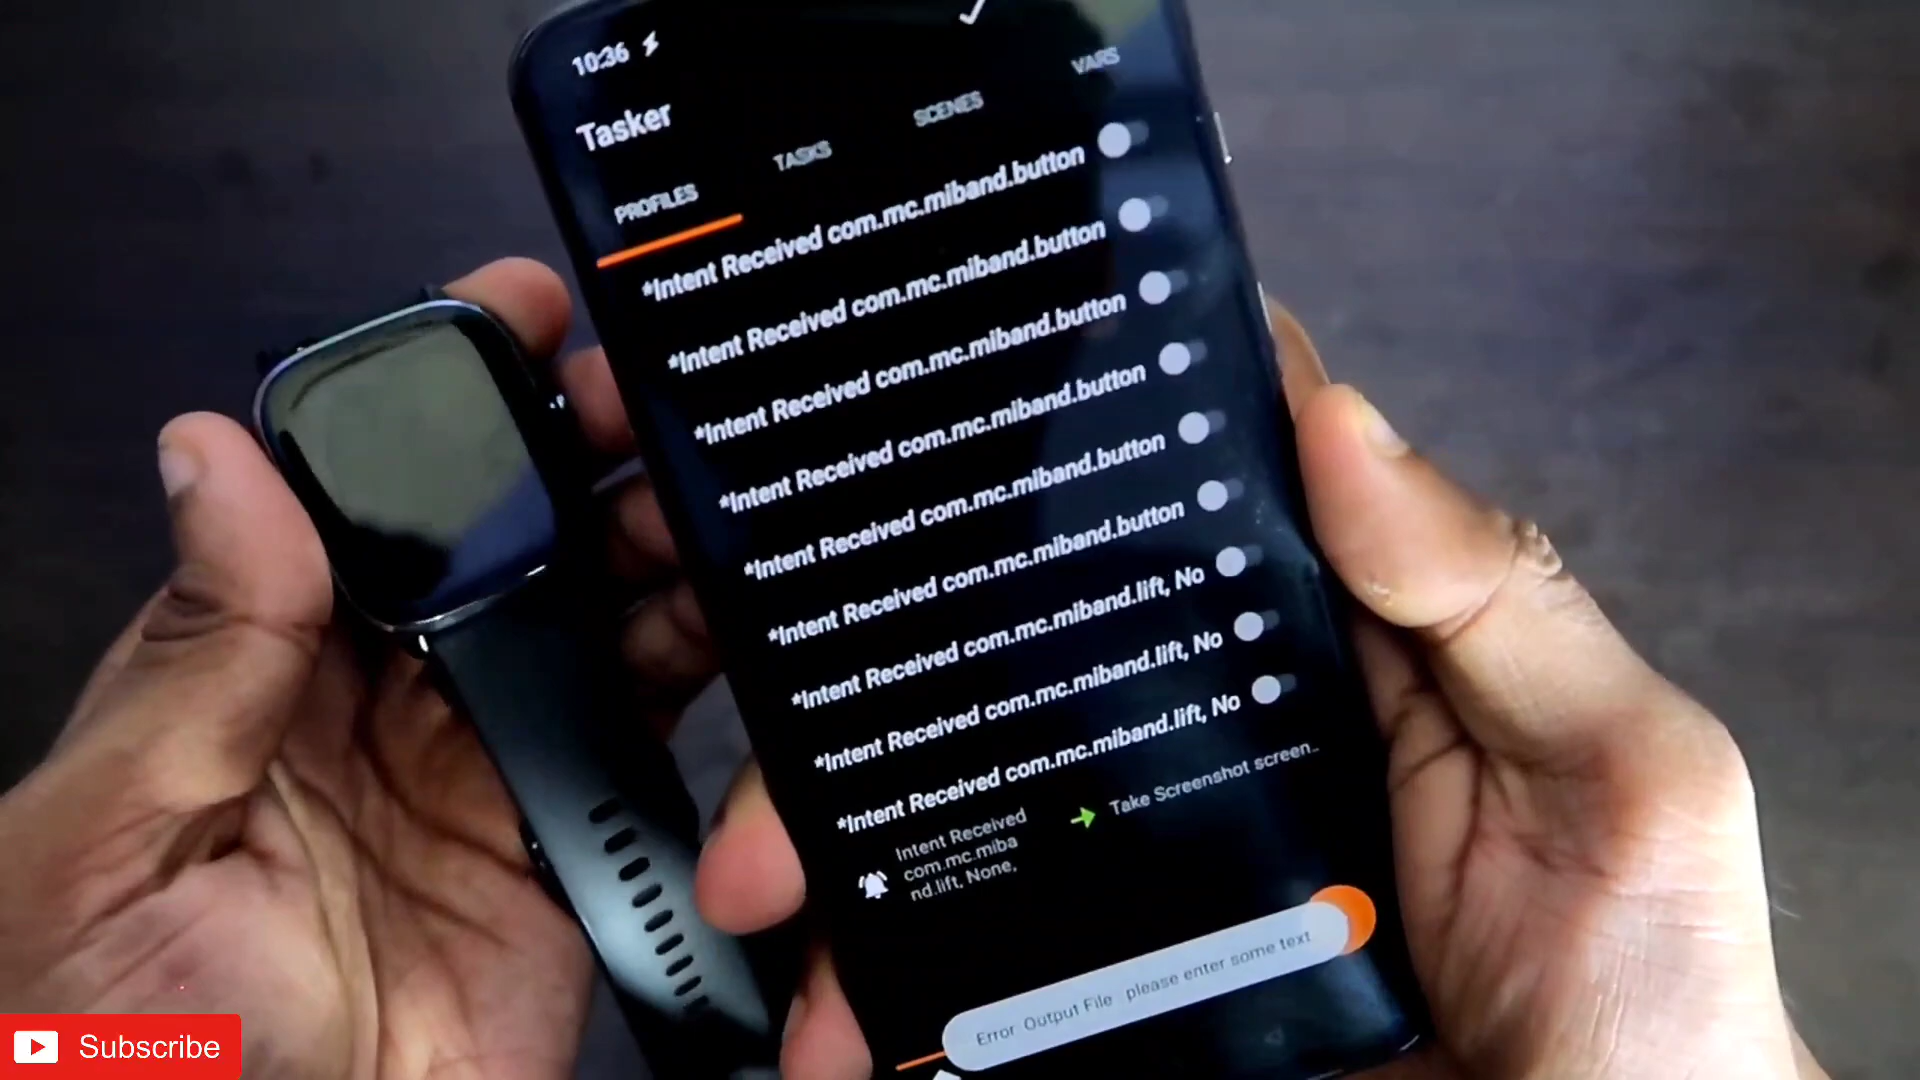 10:36
Tasker
PROFILES TASKS SCENES VARS
*Intent Received com.mc.miband.button
*Intent Received com.mc.miband.button
*Intent Received com.mc.miband.button
*Intent Received com.mc.miband.button
*Intent Received com.mc.miband.button
*Intent Received com.mc.miband.button
*Intent Received com.mc.miband.lift, No
*Intent Received com.mc.miband.lift, No
*Intent Received com.mc.miband.lift, No
Intent Received
com.mc.miba
nd.lift, None,
Take Screenshot screen..
Error Output File please enter some text
Subscribe